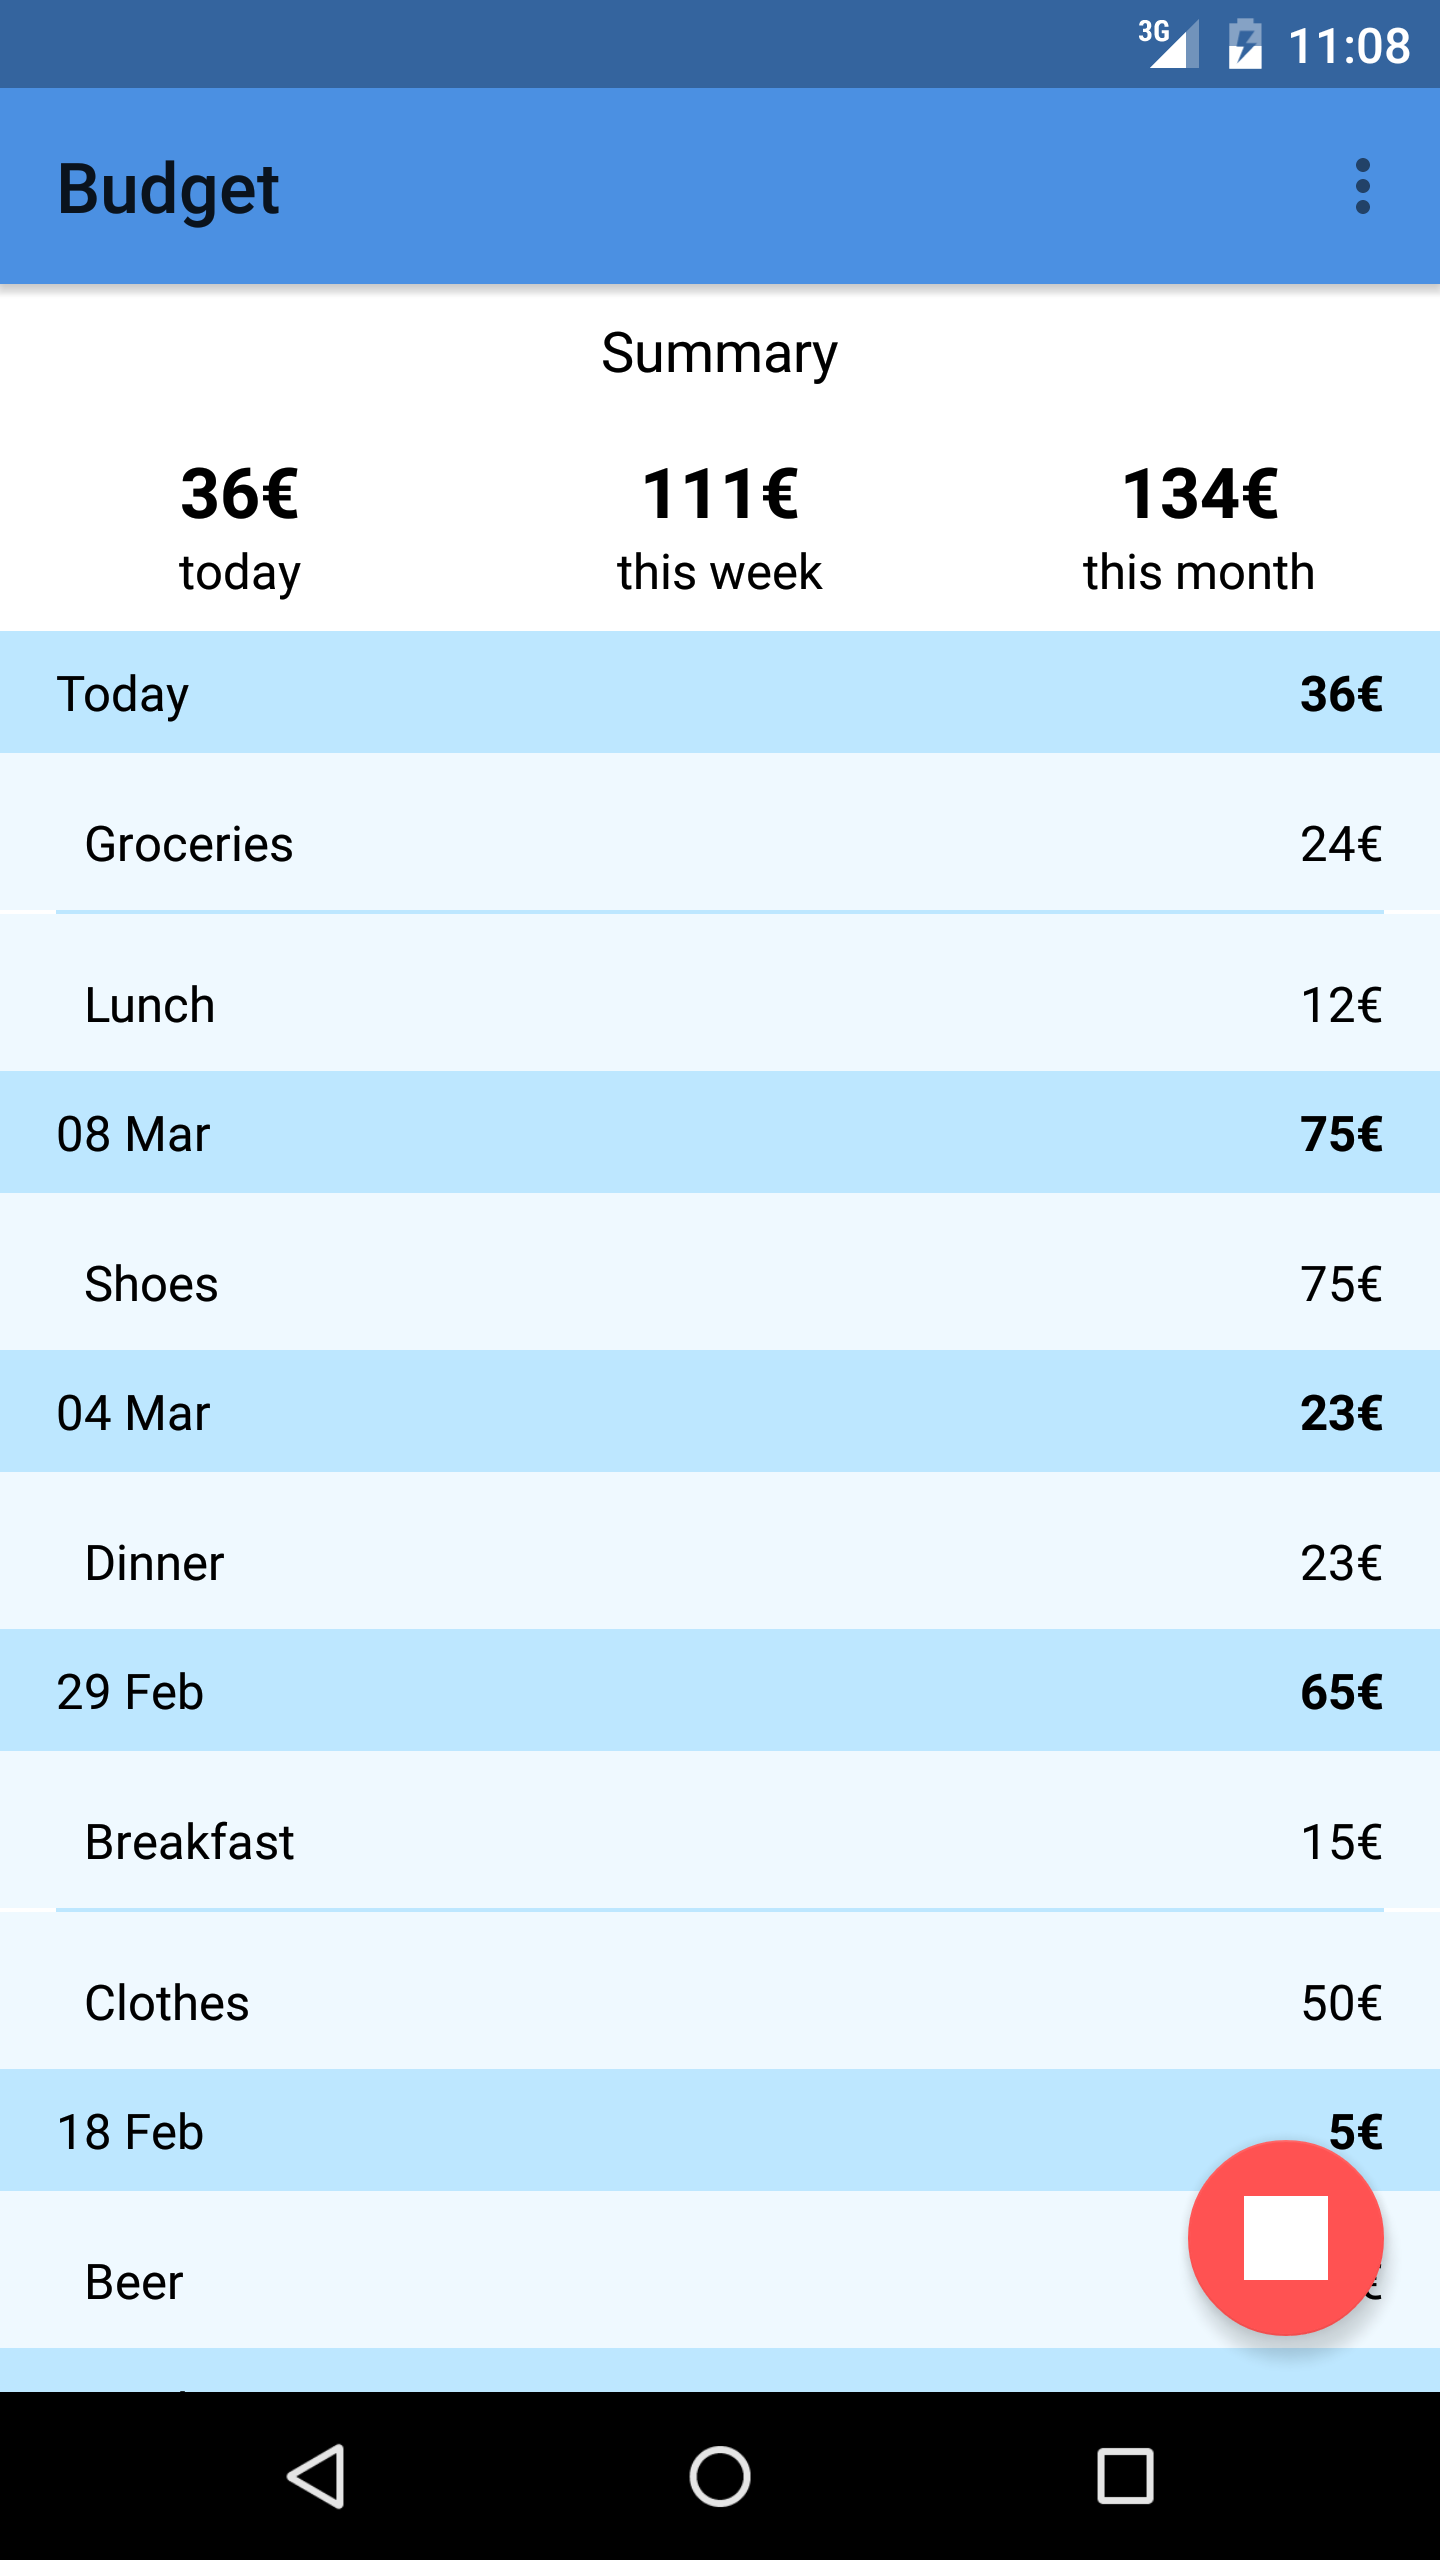 3G 11:08
Budget
Summary
36€ 111€ 134€
today this week this month
Today 36€
Groceries 24€
Lunch 12€
08 Mar 75€
Shoes 75€
04 Mar 23€
Dinner 23€
29 Feb 65€
Breakfast 15€
Clothes 50€
18 Feb 5€
Beer